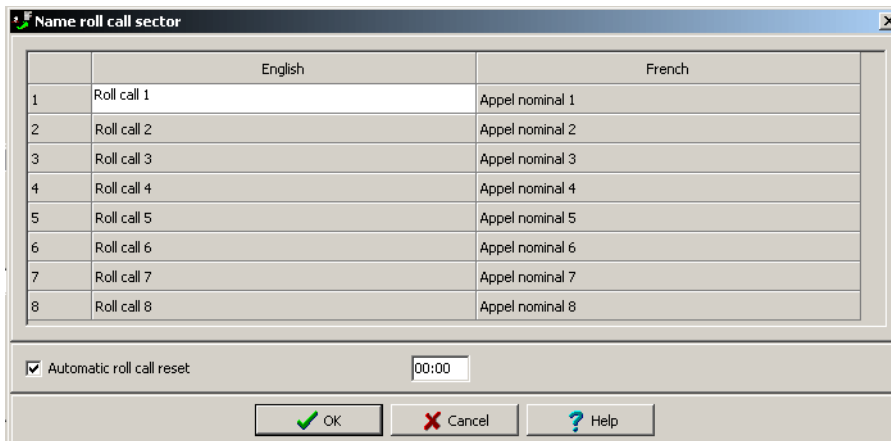 Name roll call sector
English French
1 Roll call 1 Appel nominal 1
2 Roll call 2 Appel nominal 2
3 Roll call 3 Appel nominal 3
4 Roll call 4 Appel nominal 4
5 Roll call 5 Appel nominal 5
6 Roll call 6 Appel nominal 6
7 Roll call 7 Appel nominal 7
8 Roll call 8 Appel nominal 8
Automatic roll call reset 00:00
OK Cancel Help